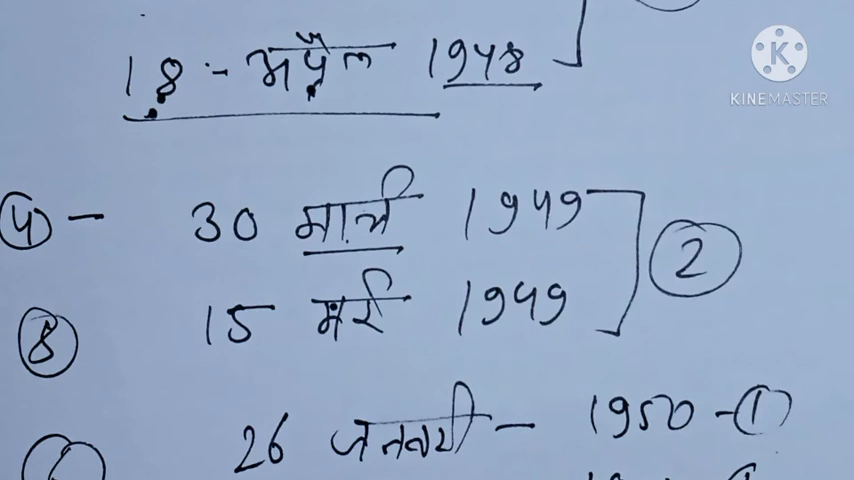 18 - अप्रैल 1948
KINEMASTER
4 - 30 मार्च 1949
2
8 15 मई 1949
26 जनवरी - 1950 - 1